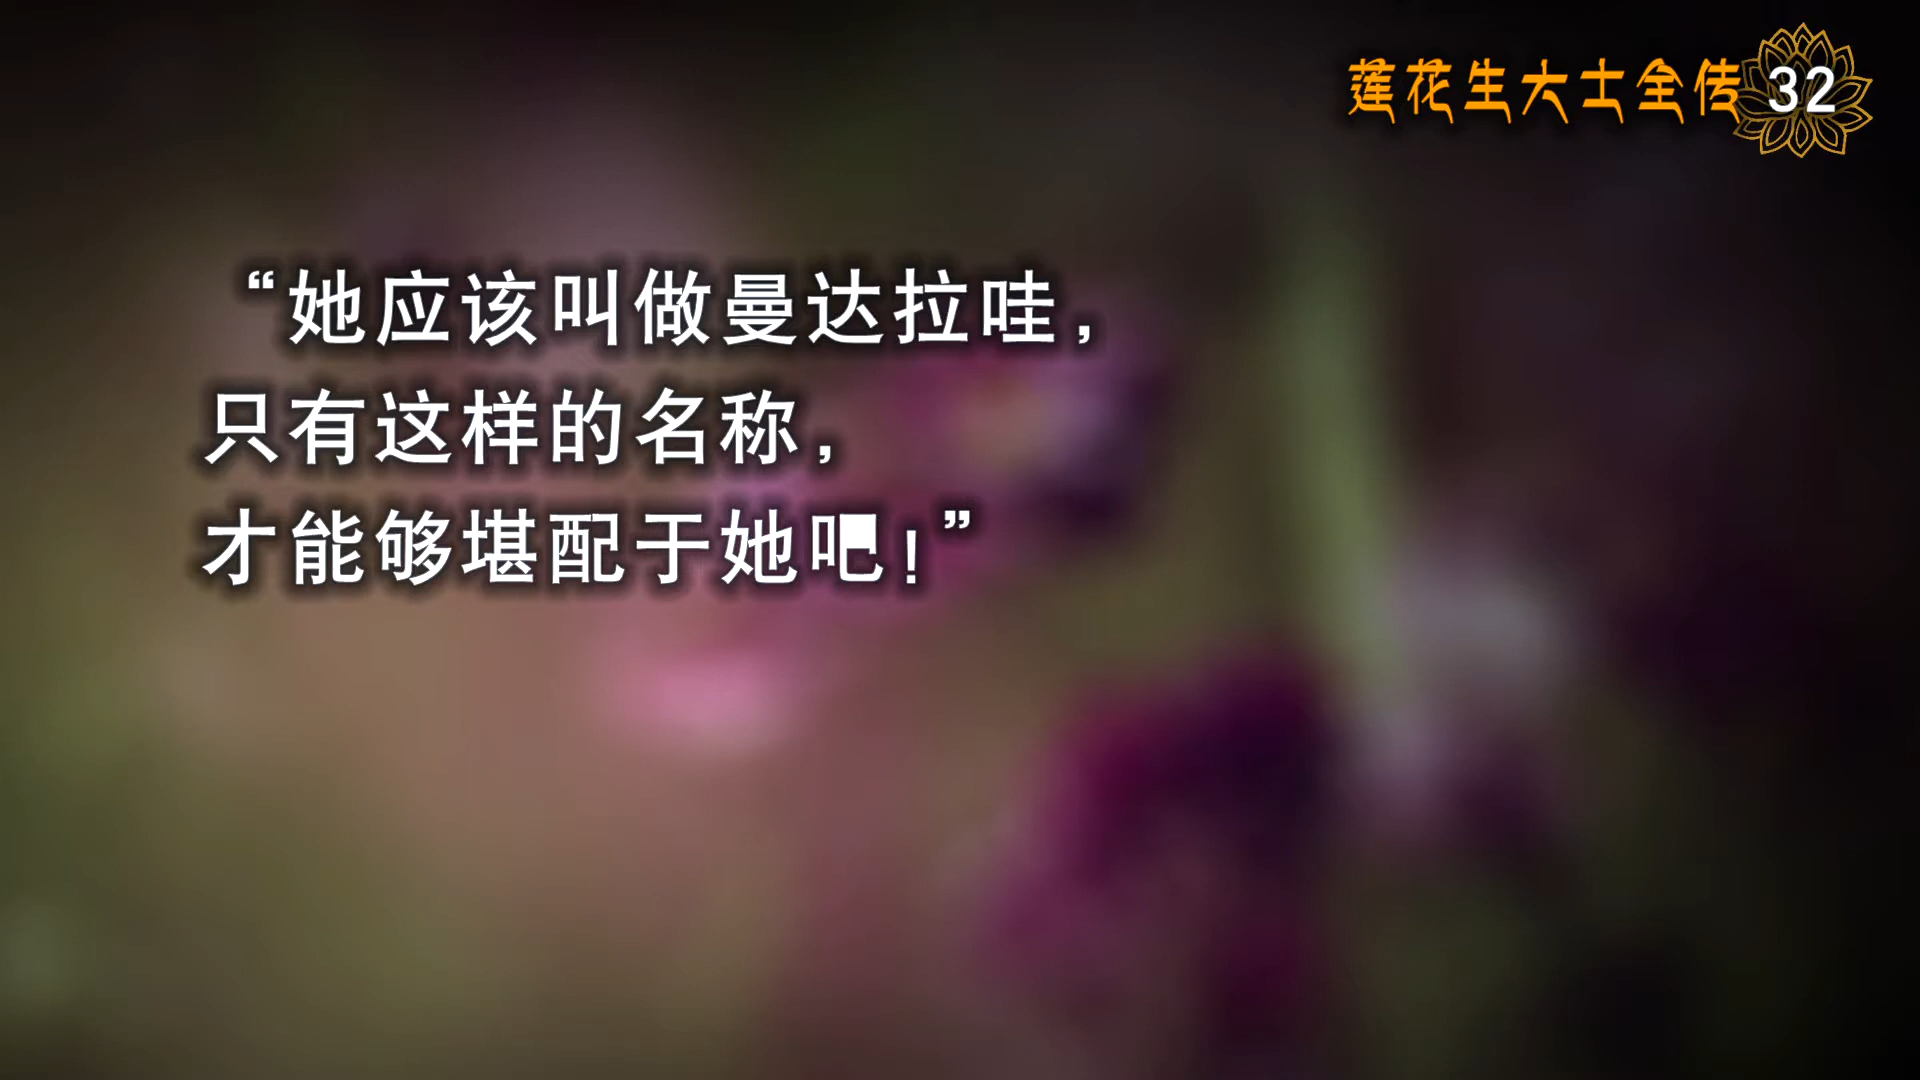 莲花生大士全传 32
“她应该叫做曼达拉哇，
只有这样的名称，
才能够堪配于她吧！”